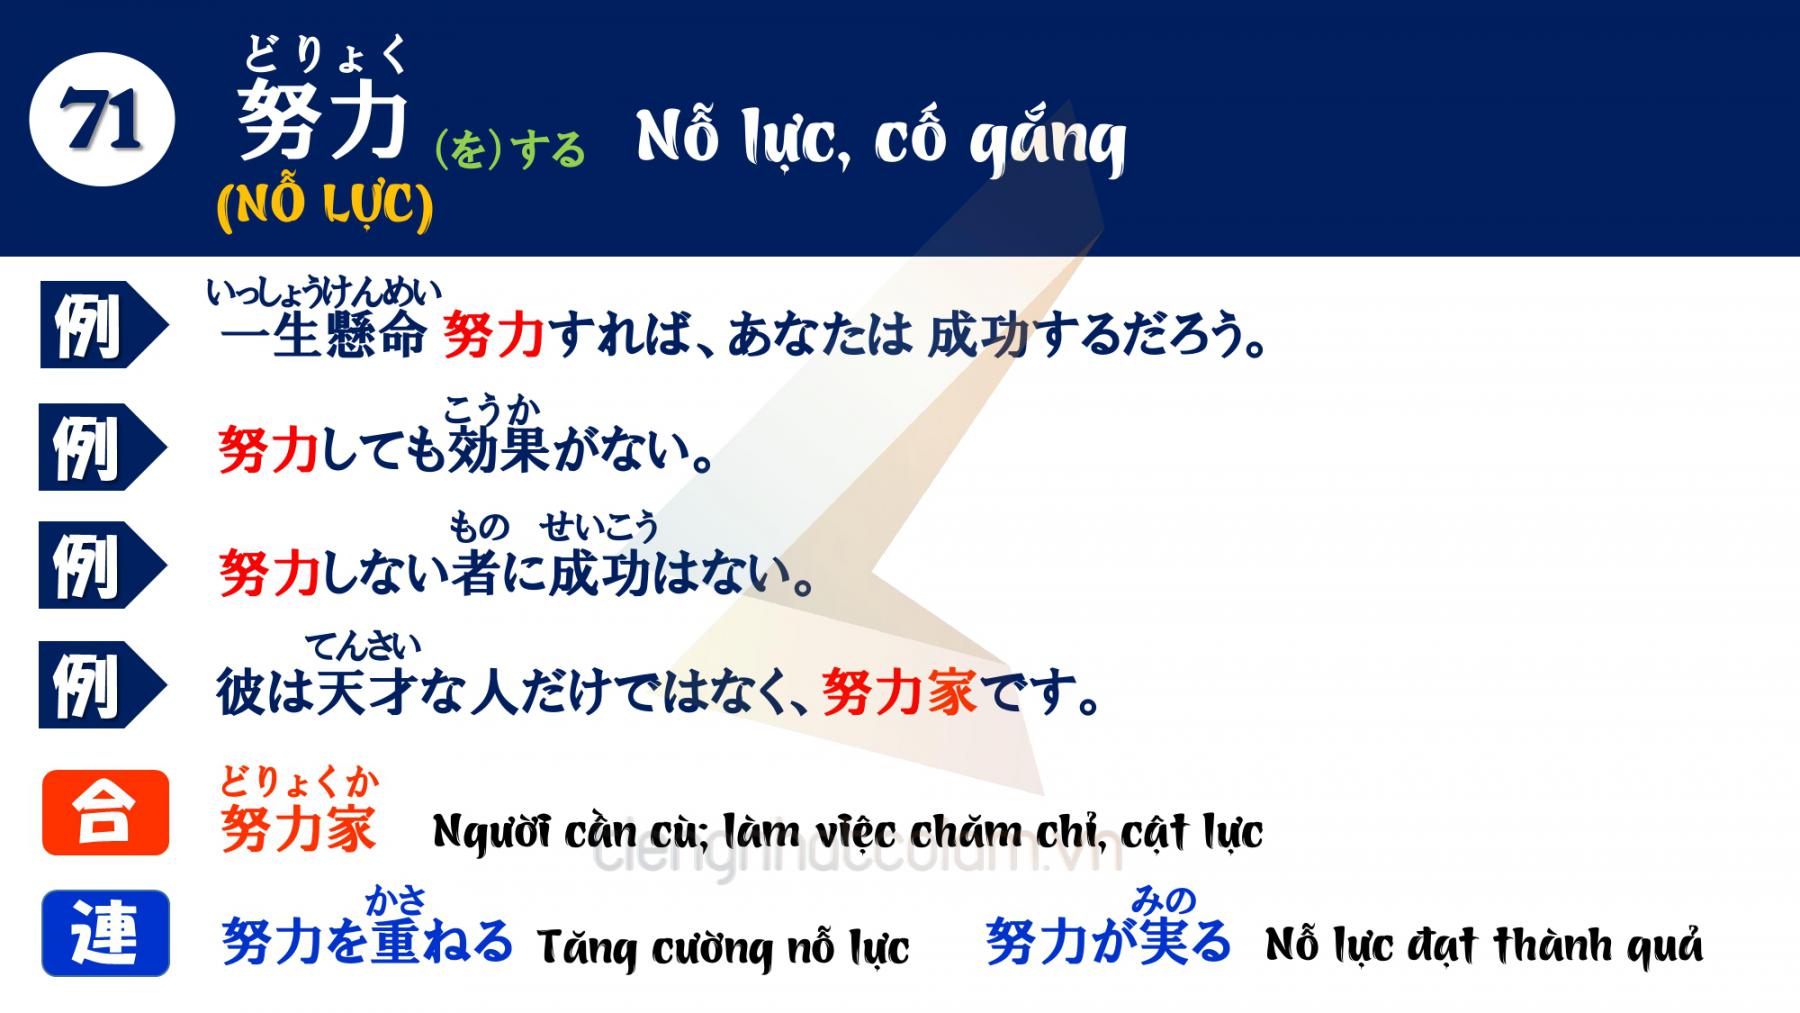 どりょく
71 努力 (を)する Nỗ lực, cố gắng
(NỖ LỰC)
いっしょうけんめい
例 一生懸命 努力すれば、あなたは 成功するだろう。
こうか
例 努力しても効果がない。
もの せいこう
例 努力しない者に成功はない。
てんさい
例 彼は天才な人だけではなく、努力家です。
どりょくか
合 努力家 Người cần cù; làm việc chăm chỉ, cật lực
tiengnhatcolam.vn
かさ みの
連 努力を重ねる Tăng cường nỗ lực 努力が実る Nỗ lực đạt thành quả